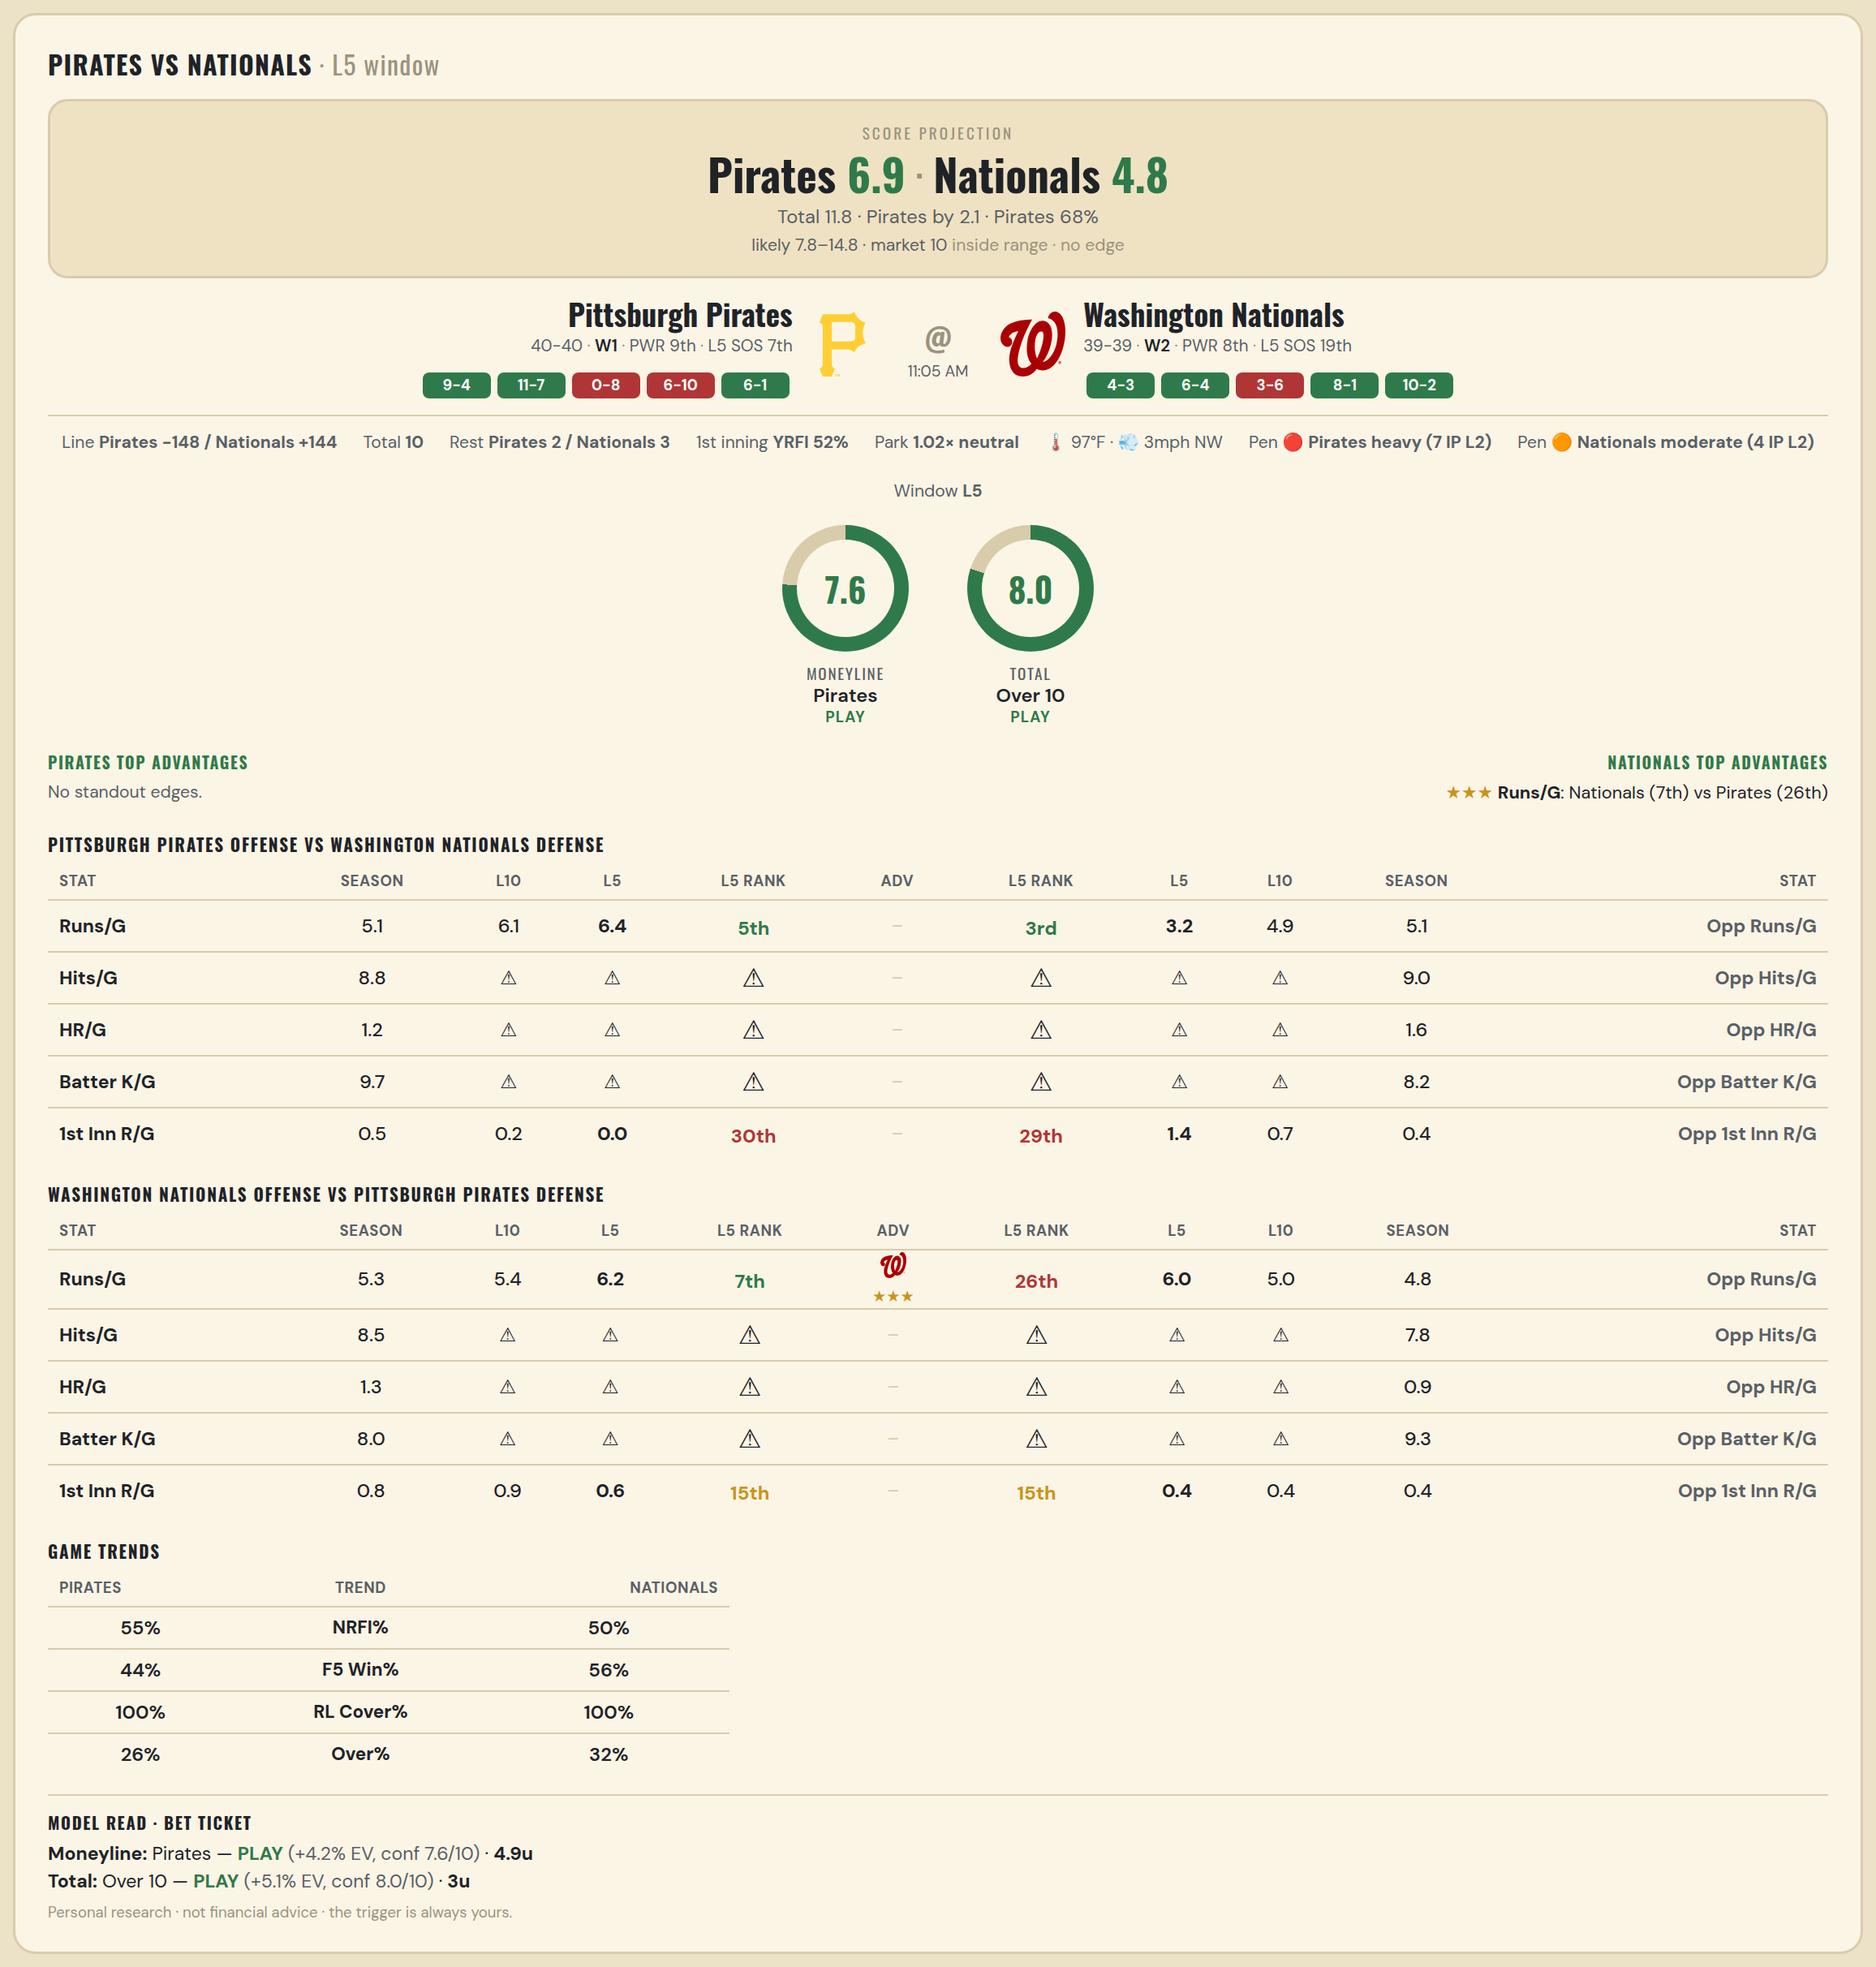 PIRATES VS NATIONALS · L5 window
SCORE PROJECTION
Pirates 6.9 · Nationals 4.8
Total 11.8 · Pirates by 2.1 · Pirates 68%
likely 7.8–14.8 · market 10 inside range · no edge
Pittsburgh Pirates
40-40 · W1 · PWR 9th · L5 SOS 7th
9-4 11-7 0-8 6-10 6-1
P
@
11:05 AM
W
Washington Nationals
39-39 · W2 · PWR 8th · L5 SOS 19th
4-3 6-4 3-6 8-1 10-2
Line Pirates -148 / Nationals +144 Total 10 Rest Pirates 2 / Nationals 3 1st inning YRFI 52% Park 1.02× neutral 🌡️ 97°F · 💨 3mph NW Pen 🔴 Pirates heavy (7 IP L2) Pen 🟠 Nationals moderate (4 IP L2)
Window L5
7.6
MONEYLINE
Pirates
PLAY
8.0
TOTAL
Over 10
PLAY
PIRATES TOP ADVANTAGES
No standout edges.
NATIONALS TOP ADVANTAGES
★★★ Runs/G: Nationals (7th) vs Pirates (26th)
PITTSBURGH PIRATES OFFENSE VS WASHINGTON NATIONALS DEFENSE
STAT SEASON L10 L5 L5 RANK ADV L5 RANK L5 L10 SEASON STAT
Runs/G 5.1 6.1 6.4 5th – 3rd 3.2 4.9 5.1 Opp Runs/G
Hits/G 8.8 ⚠ ⚠ ⚠ – ⚠ ⚠ ⚠ 9.0 Opp Hits/G
HR/G 1.2 ⚠ ⚠ ⚠ – ⚠ ⚠ ⚠ 1.6 Opp HR/G
Batter K/G 9.7 ⚠ ⚠ ⚠ – ⚠ ⚠ ⚠ 8.2 Opp Batter K/G
1st Inn R/G 0.5 0.2 0.0 30th – 29th 1.4 0.7 0.4 Opp 1st Inn R/G
WASHINGTON NATIONALS OFFENSE VS PITTSBURGH PIRATES DEFENSE
STAT SEASON L10 L5 L5 RANK ADV L5 RANK L5 L10 SEASON STAT
Runs/G 5.3 5.4 6.2 7th W ★★★ 26th 6.0 5.0 4.8 Opp Runs/G
Hits/G 8.5 ⚠ ⚠ ⚠ – ⚠ ⚠ ⚠ 7.8 Opp Hits/G
HR/G 1.3 ⚠ ⚠ ⚠ – ⚠ ⚠ ⚠ 0.9 Opp HR/G
Batter K/G 8.0 ⚠ ⚠ ⚠ – ⚠ ⚠ ⚠ 9.3 Opp Batter K/G
1st Inn R/G 0.8 0.9 0.6 15th – 15th 0.4 0.4 0.4 Opp 1st Inn R/G
GAME TRENDS
PIRATES TREND NATIONALS
55% NRFI% 50%
44% F5 Win% 56%
100% RL Cover% 100%
26% Over% 32%
MODEL READ · BET TICKET
Moneyline: Pirates — PLAY (+4.2% EV, conf 7.6/10) · 4.9u
Total: Over 10 — PLAY (+5.1% EV, conf 8.0/10) · 3u
Personal research · not financial advice · the trigger is always yours.